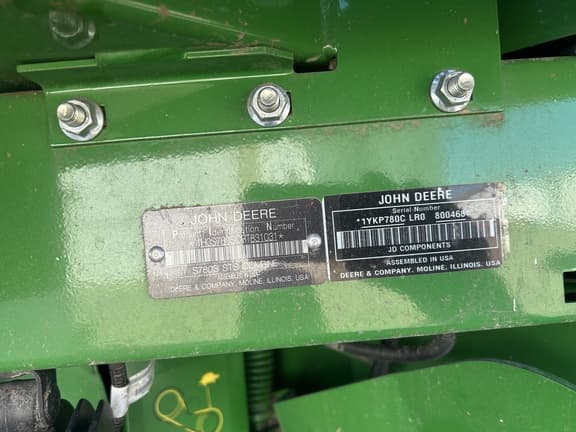 JOHN DEERE
Identification Number
S780S STS
DEERE & COMPANY, MOLINE, ILLINOIS, USA
JOHN DEERE
Serial Number
*1YKP780C LR0 800468*
JD COMPONENTS
ASSEMBLED IN USA
DEERE & COMPANY, MOLINE, ILLINOIS, USA